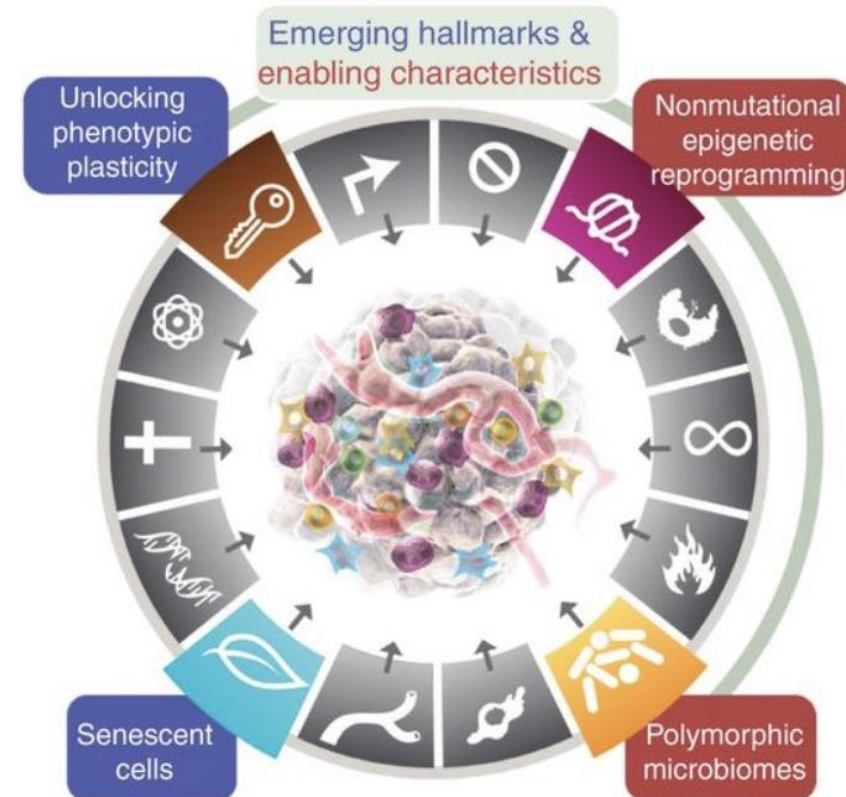 Emerging hallmarks &
enabling characteristics
Unlocking
phenotypic
plasticity
Nonmutational
epigenetic
reprogramming
Senescent
cells
Polymorphic
microbiomes